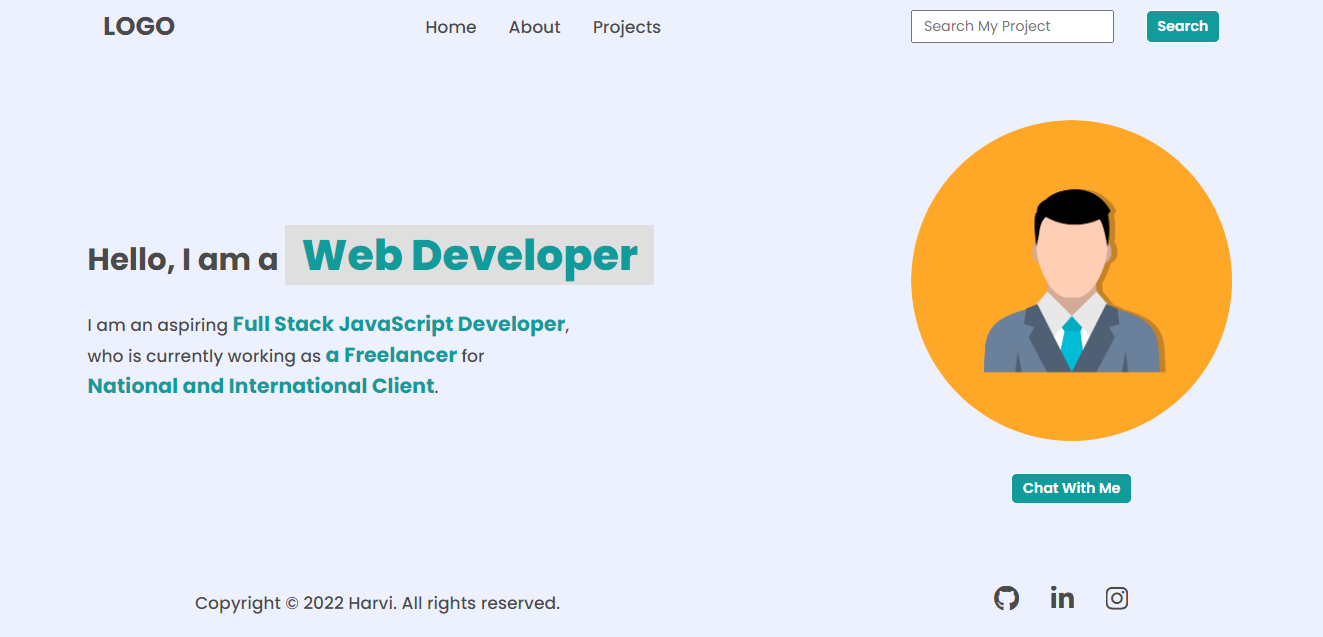 LOGO
Home About Projects
Search My Project
Search
Hello, I am a Web Developer
I am an aspiring Full Stack JavaScript Developer,
who is currently working as a Freelancer for
National and International Client.
Chat With Me
Copyright © 2022 Harvi. All rights reserved.
in